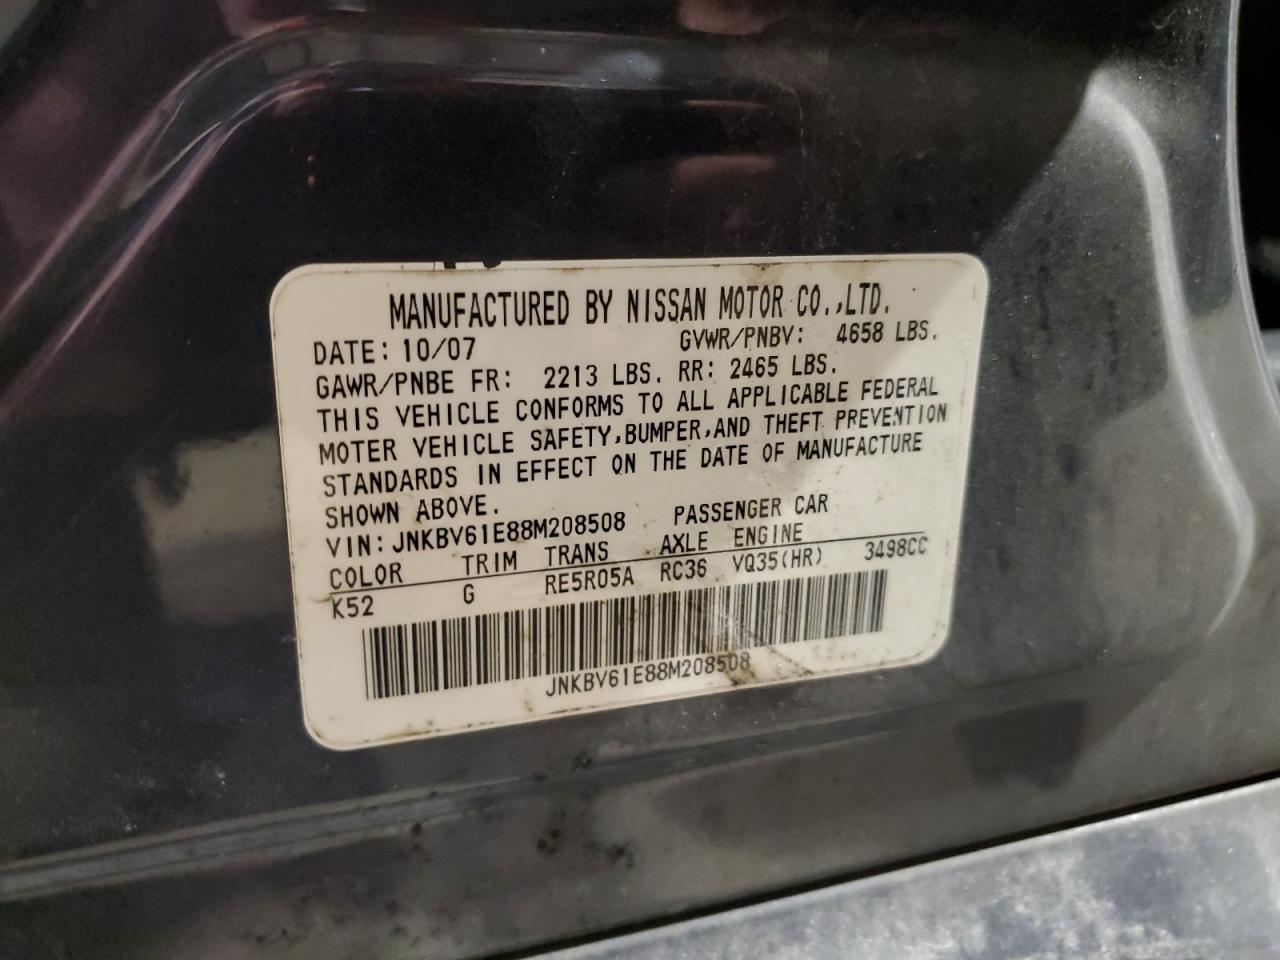 MANUFACTURED BY NISSAN MOTOR CO.,LTD.
DATE: 10/07 GVWR/PNBV: 4658 LBS.
GAWR/PNBE FR: 2213 LBS. RR: 2465 LBS.
THIS VEHICLE CONFORMS TO ALL APPLICABLE FEDERAL
MOTER VEHICLE SAFETY,BUMPER,AND THEFT PREVENTION
STANDARDS IN EFFECT ON THE DATE OF MANUFACTURE
SHOWN ABOVE.
VIN: JNKBV61E88M208508 PASSENGER CAR
COLOR TRIM TRANS AXLE ENGINE
K52 G RE5R05A RC36 VQ35(HR) 3498CC
JNKBV61E88M208508